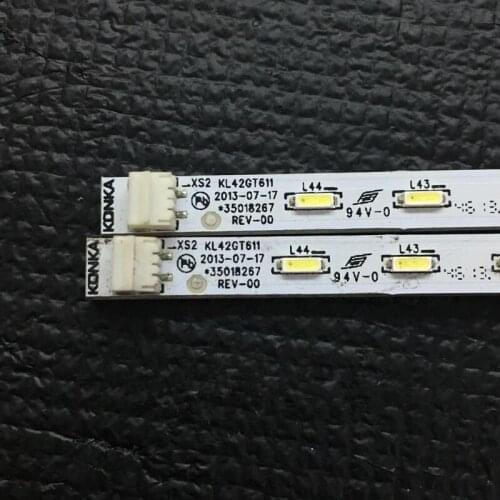 KONKA
XS2 KL42GT611
2013-07-17
*35018267
REV-00
L44
94V-0
L43
KONKA
XS2 KL42GT611
2013-07-17
*35018267
REV-00
L44
94V-0
L43